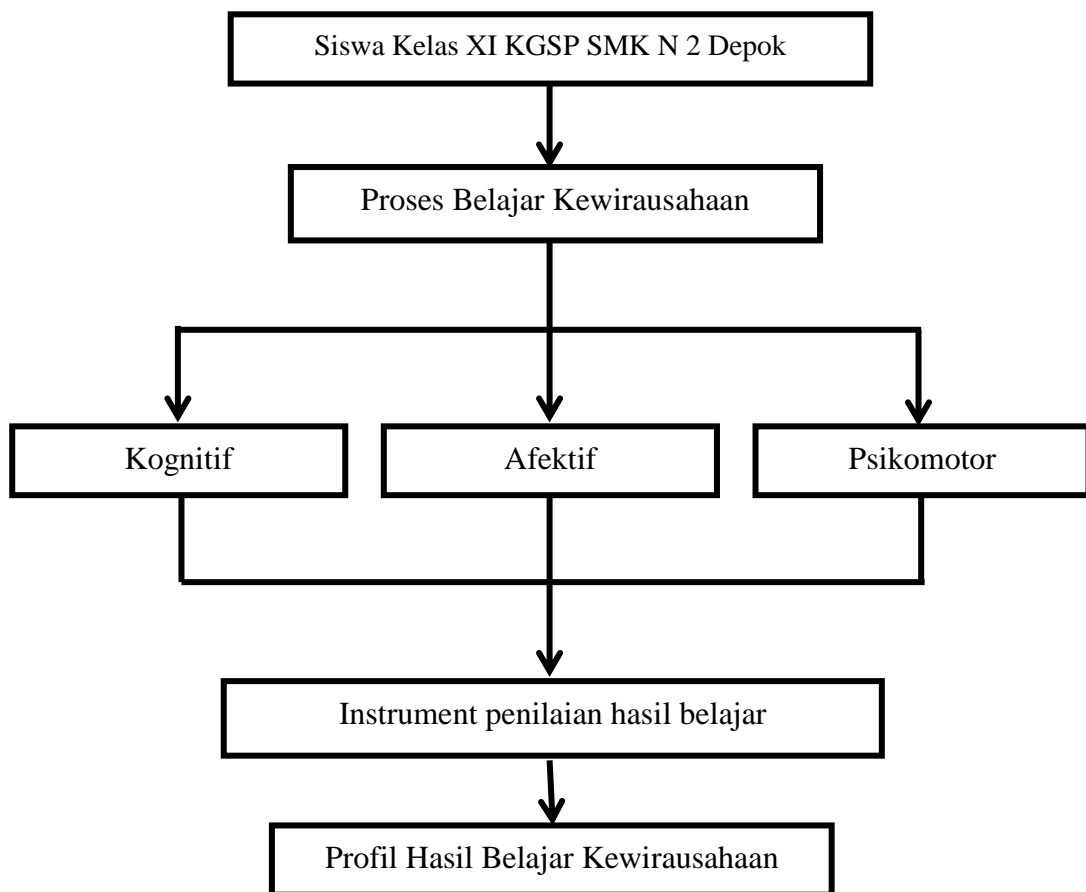 Siswa Kelas XI KGSP SMK N 2 Depok
Proses Belajar Kewirausahaan
Kognitif
Afektif
Psikomotor
Instrument penilaian hasil belajar
Profil Hasil Belajar Kewirausahaan